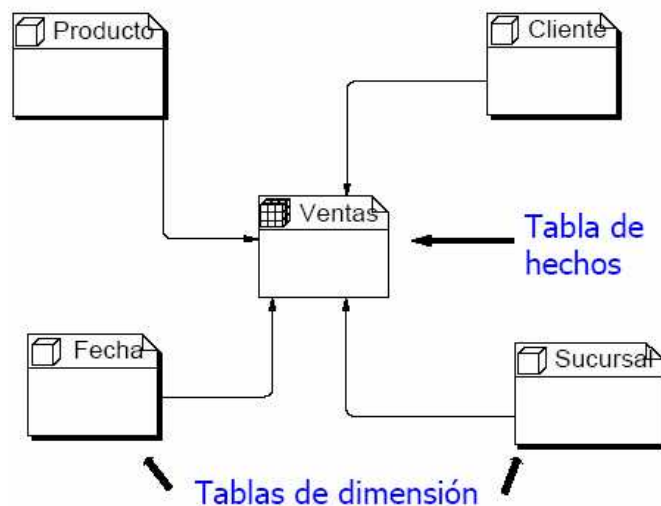 Producto
Cliente
Ventas
Tabla de
hechos
Fecha
Sucursal
Tablas de dimensión